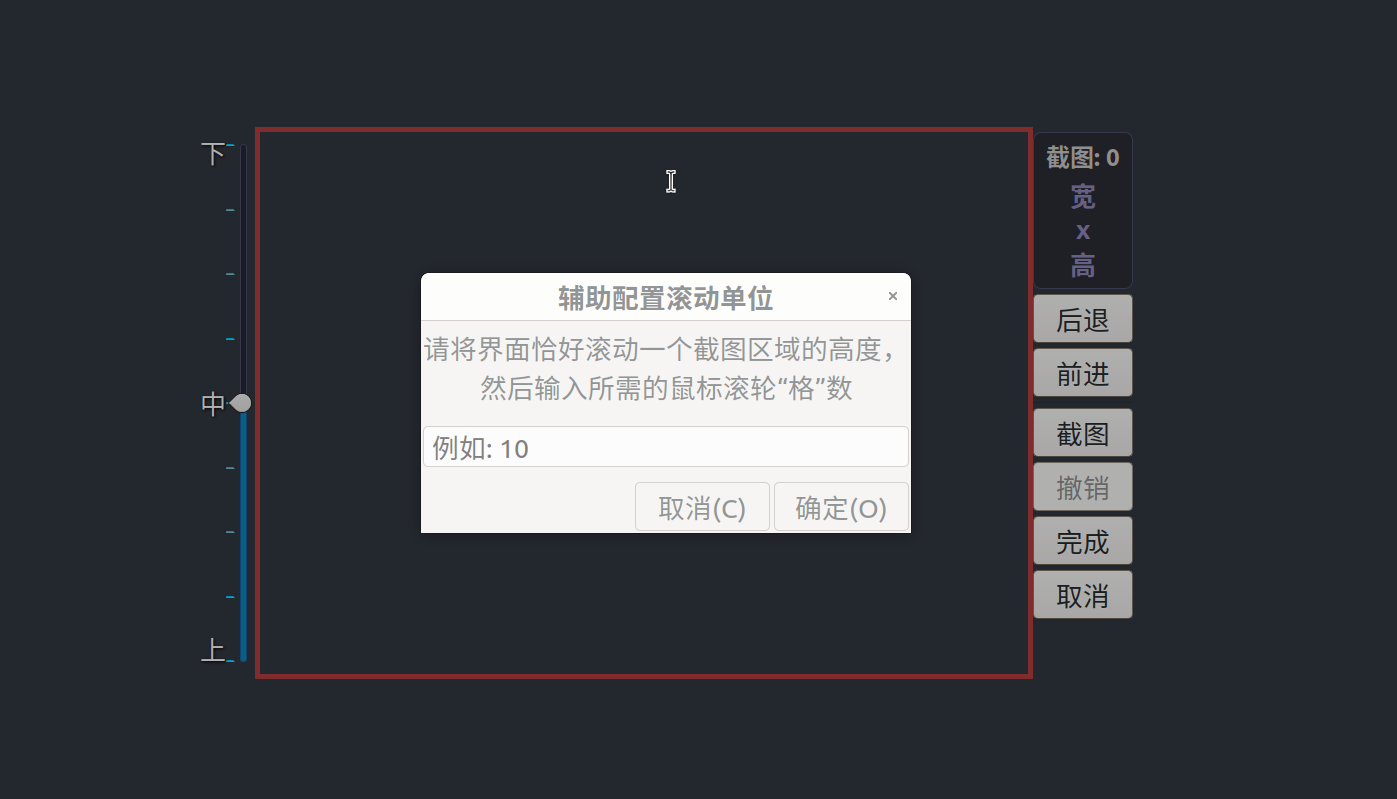 下
中
上
辅助配置滚动单位
×
请将界面恰好滚动一个截图区域的高度，
然后输入所需的鼠标滚轮“格”数
例如: 10
取消(C)
确定(O)
截图: 0
宽
x
高
后退
前进
截图
撤销
完成
取消